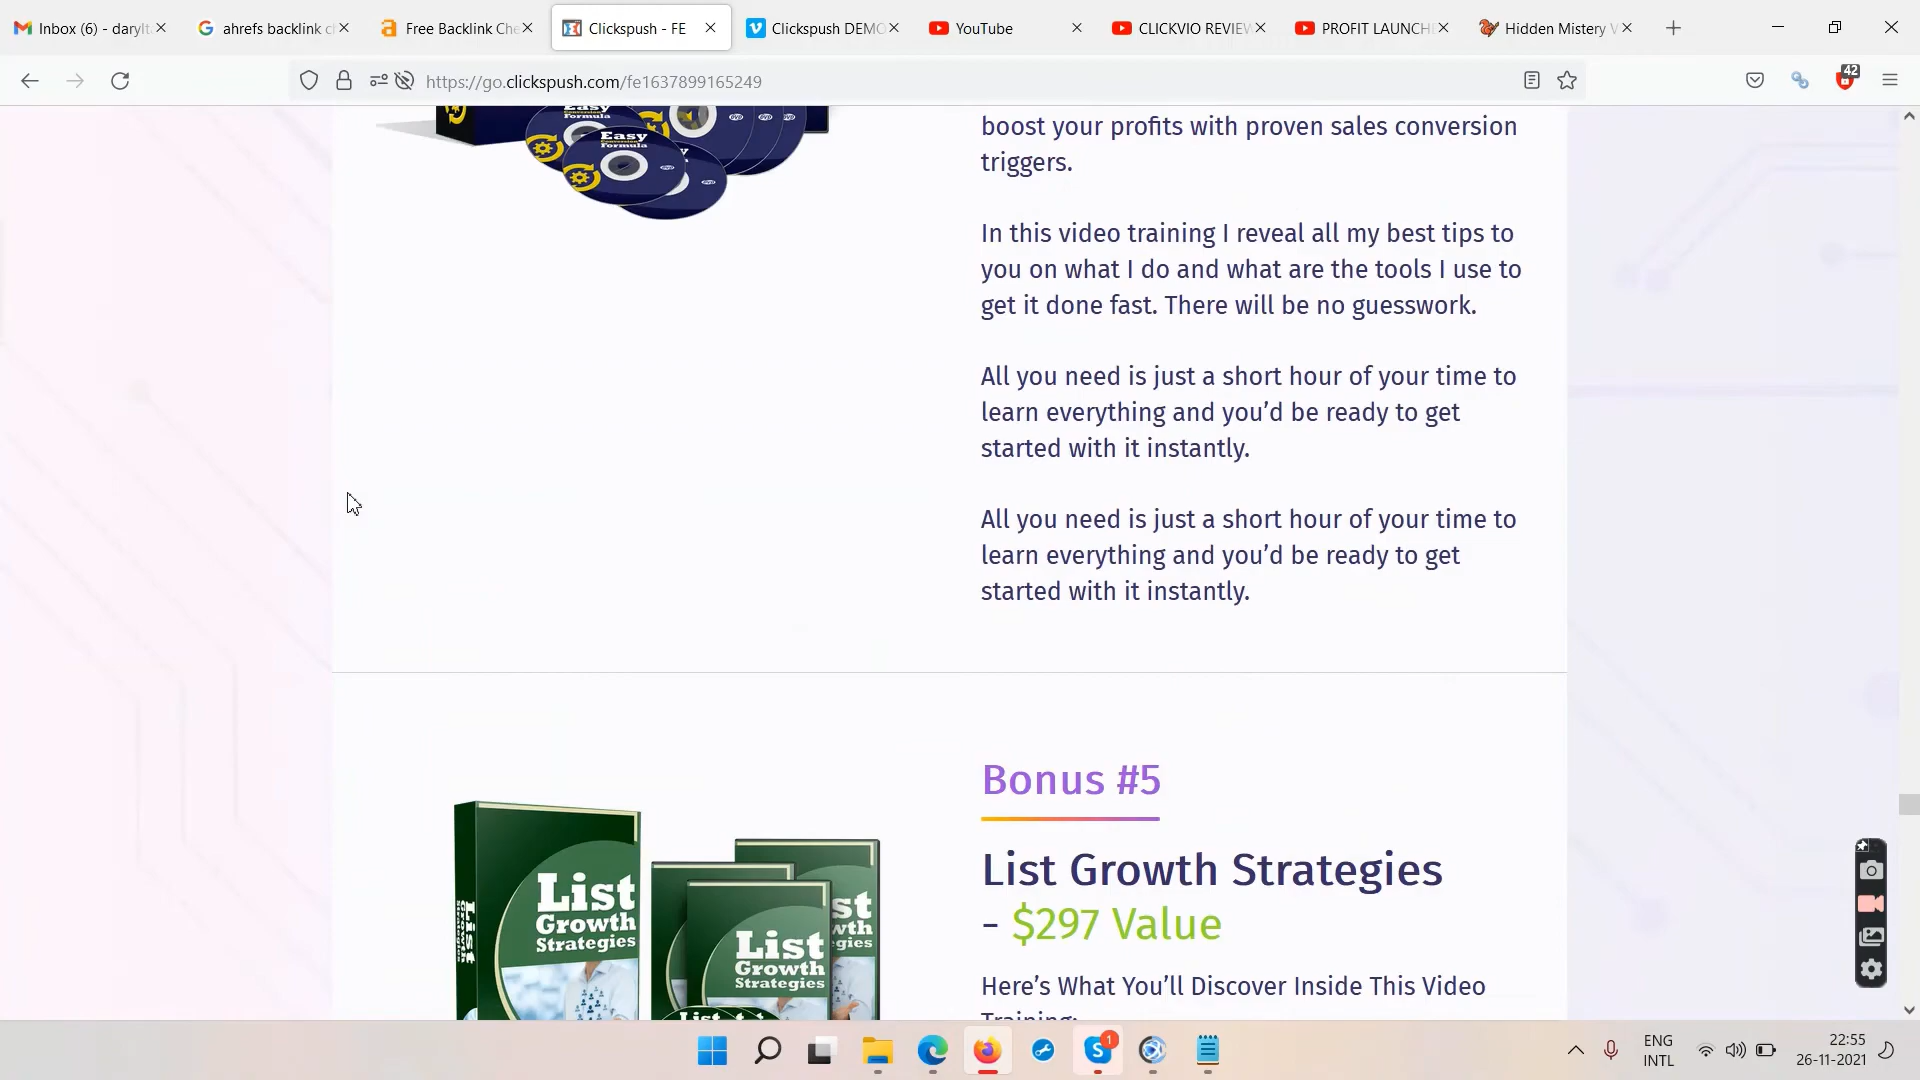 Inbox (6) - daryl
ahrefs backlink c
Free Backlink Che
Clickspush - FE
Clickspush DEMO
YouTube
CLICKVIO REVIEW
PROFIT LAUNCH
Hidden Mistery V
https://go.clickspush.com/fe1637899165249
42
Easy
Formula
boost your profits with proven sales conversion
triggers.
In this video training I reveal all my best tips to
you on what I do and what are the tools I use to
get it done fast. There will be no guesswork.
All you need is just a short hour of your time to
learn everything and you’d be ready to get
started with it instantly.
All you need is just a short hour of your time to
learn everything and you’d be ready to get
started with it instantly.
Bonus #5
List Growth Strategies
- $297 Value
Here’s What You’ll Discover Inside This Video
Training:
List
Growth
Strategies
List
Growth
Strategies
List
Growth
Strategies
1
ENG
INTL
22:55
26-11-2021